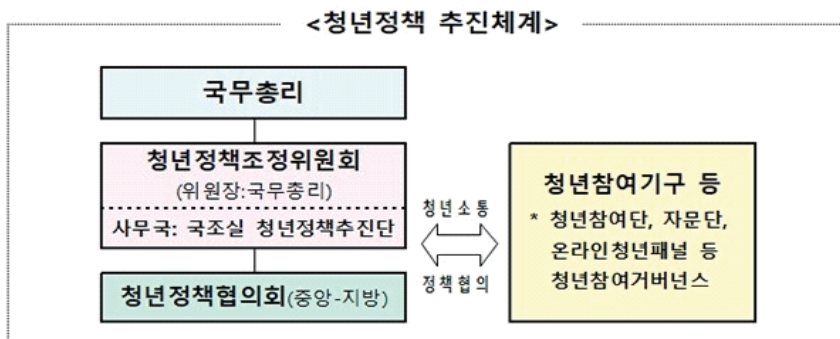 <청년정책 추진체계>
국무총리
청년정책조정위원회
(위원장:국무총리)
사무국: 국조실 청년정책추진단
청년정책협의회(중앙-지방)
청년소통
정책협의
청년참여기구 등
* 청년참여단, 자문단,
온라인청년패널 등
청년참여거버넌스